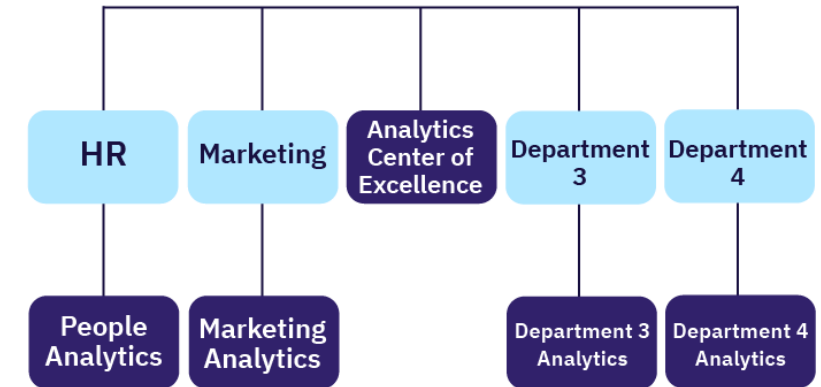 HR
Marketing
Analytics
Center of
Excellence
Department
3
Department
4
People
Analytics
Marketing
Analytics
Department 3
Analytics
Department 4
Analytics